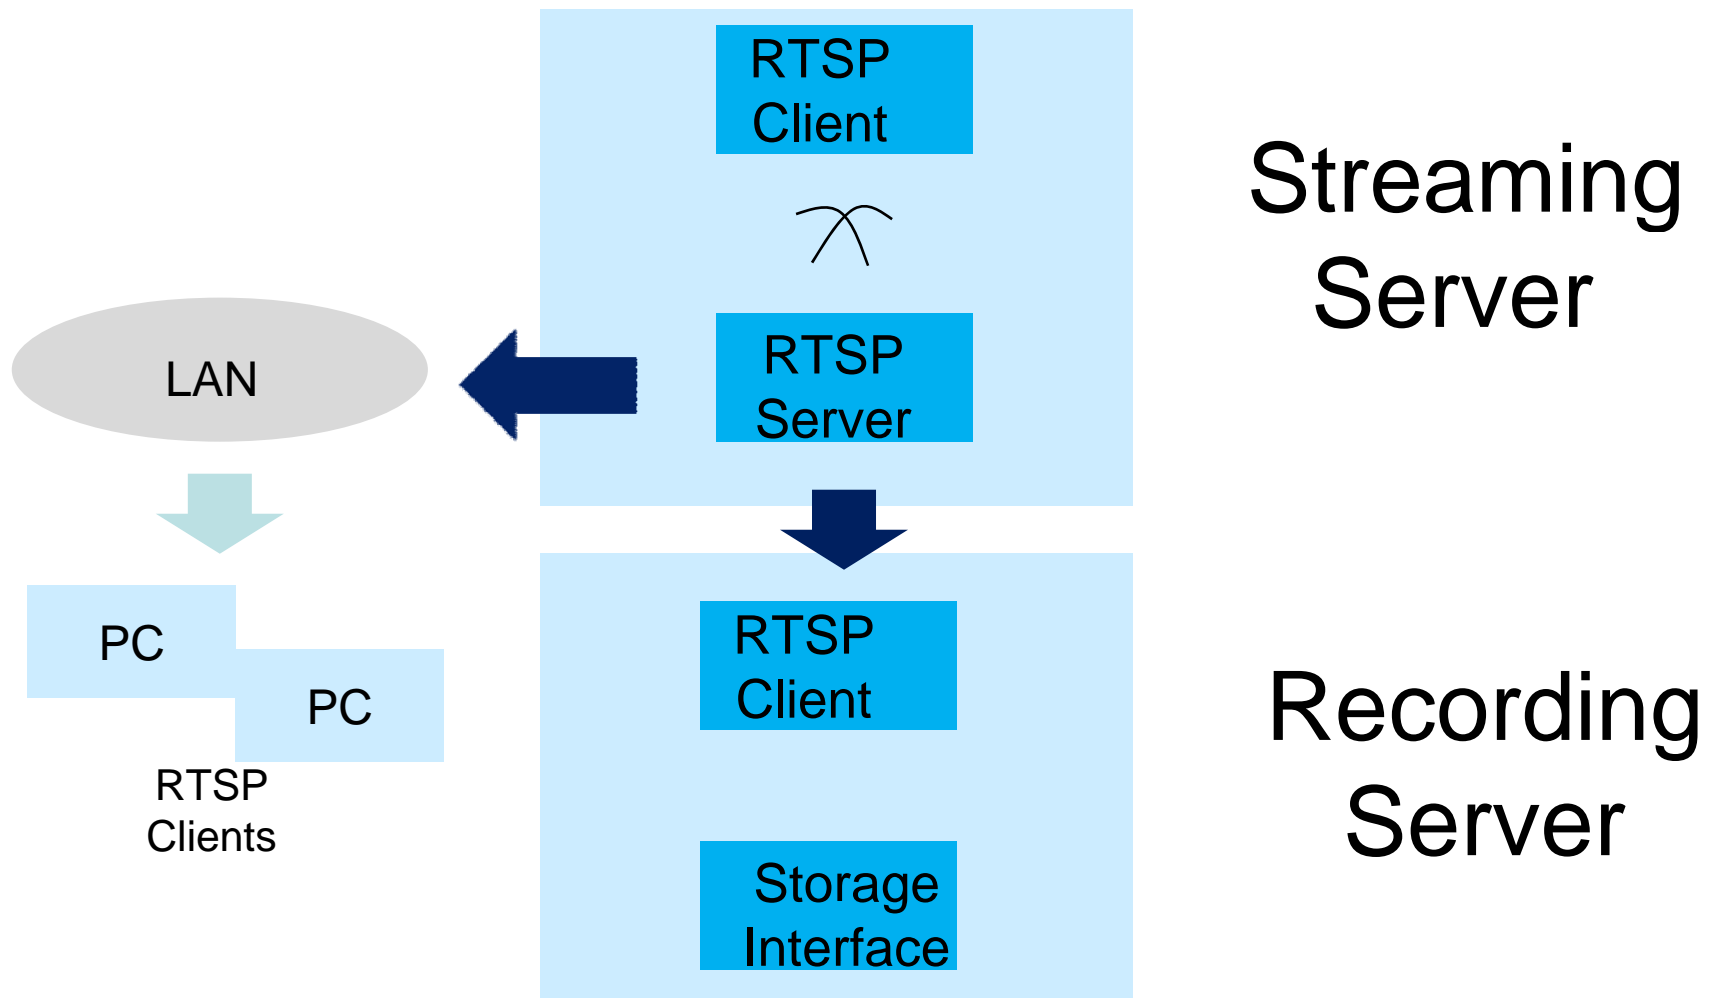 RTSP
Client
Streaming
Server
RTSP
Server
LAN
RTSP
Client
PC
PC
Recording
Server
RTSP
Clients
Storage
Interface